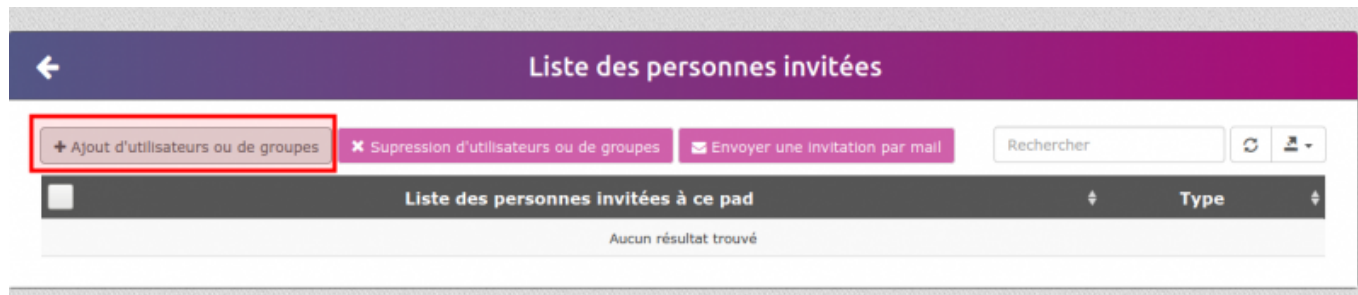 Liste des personnes invitées
Ajout d'utilisateurs ou de groupes Supression d'utilisateurs ou de groupes Envoyer une invitation par mail Rechercher
Liste des personnes invitées à ce pad Type
Aucun résultat trouvé